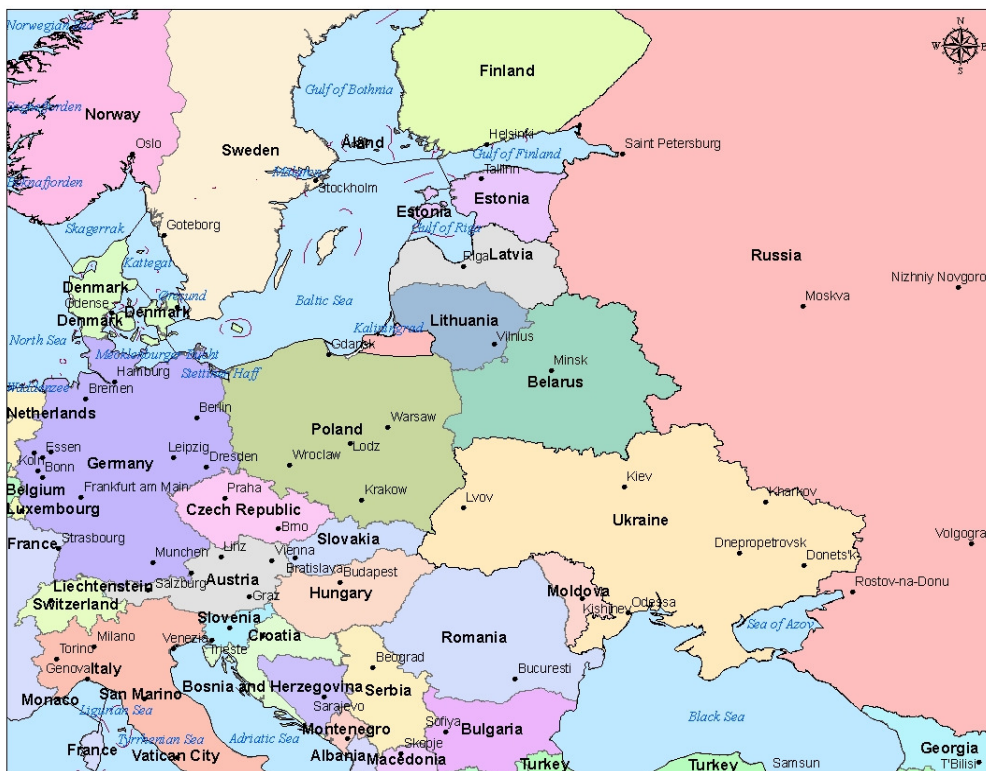 Norwegian Sea
Finland
N
W
E
S
Gulf of Bothnia
Norway
Åland
Helsinki
Saint Petersburg
Oslo
Sweden
Gulf of Finland
Tallinn
Stockholm
Estonia
Estonia
Goteborg
Skagerrak
Gulf of Riga
Kattegat
Latvia
Riga
Russia
Nizhniy Novgoro
Denmark
Odense
Denmark
Denmark
Baltic Sea
Moskva
Lithuania
Kaliningrad
North Sea
Vilnius
Gdansk
Mecklenburger Bucht
Stettiner Haff
Minsk
Belarus
Hamburg
Waddenzee
Bremen
Netherlands
Berlin
Poland
Warsaw
Lodz
Essen
Koln
Bonn
Germany
Leipzig
Dresden
Wroclaw
Belgium
Frankfurt am Main
Praha
Krakow
Kiev
Kharkov
Luxembourg
Czech Republic
Lvov
Ukraine
Brno
France
Strasbourg
Slovakia
Volgogra
Munchen
Linz
Vienna
Bratislava
Dnepropetrovsk
Donets'k
Liechtenstein
Salzburg
Austria
Budapest
Hungary
Rostov-na-Donu
Switzerland
Graz
Moldova
Kishinev
Odessa
Slovenia
Croatia
Romania
Sea of Azov
Milano
Venezia
Trieste
Torino
Italy
Beograd
Genova
Bosnia and Herzegovina
Serbia
Bucuresti
Monaco
San Marino
Sarajevo
Ligurian Sea
Montenegro
Sofiya
Bulgaria
Black Sea
France
Tyrrhenian Sea
Adriatic Sea
Vatican City
Albania
Skopje
Macedonia
Turkey
Turkey
Samsun
Georgia
T'Bilisi